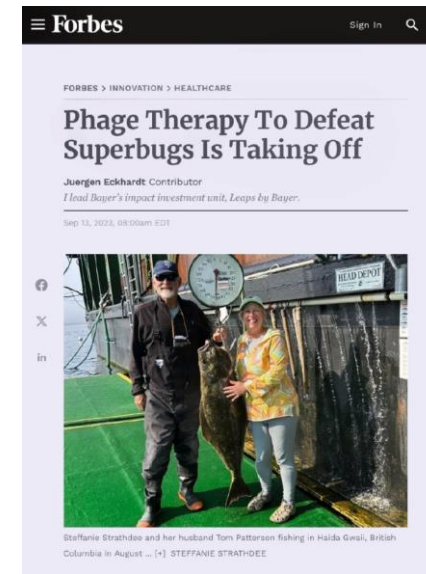 Forbes
Sign In
FORBES > INNOVATION > HEALTHCARE
Phage Therapy To Defeat
Superbugs Is Taking Off
Juergen Eckhardt Contributor
I lead Bayer's impact investment unit, Leaps by Bayer.
Sep 13, 2023, 08:00am EDT
HEAD DEPOT
Steffanie Strathdee and her husband Tom Patterson fishing in Haida Gwaii, British
Columbia in August ... [+] STEFFANIE STRATHDEE